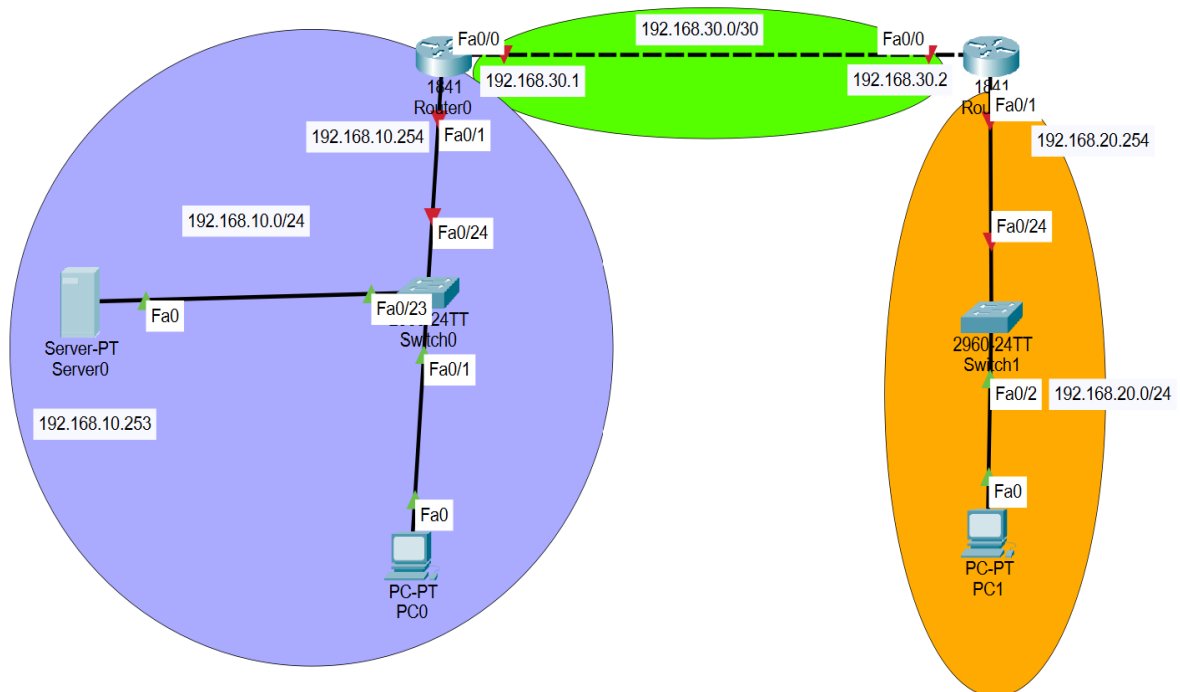 192.168.30.0/30
Fa0/0
Fa0/0
192.168.30.1
192.168.30.2
1841
Router0
1841
Fa0/1
192.168.10.254
Fa0/1
192.168.20.254
192.168.10.0/24
Fa0/24
Fa0/24
Fa0
Fa0/23
24TT
Switch0
Server-PT
Server0
2960-24TT
Switch1
Fa0/1
Fa0/2
192.168.20.0/24
192.168.10.253
Fa0
Fa0
PC-PT
PC0
PC-PT
PC1